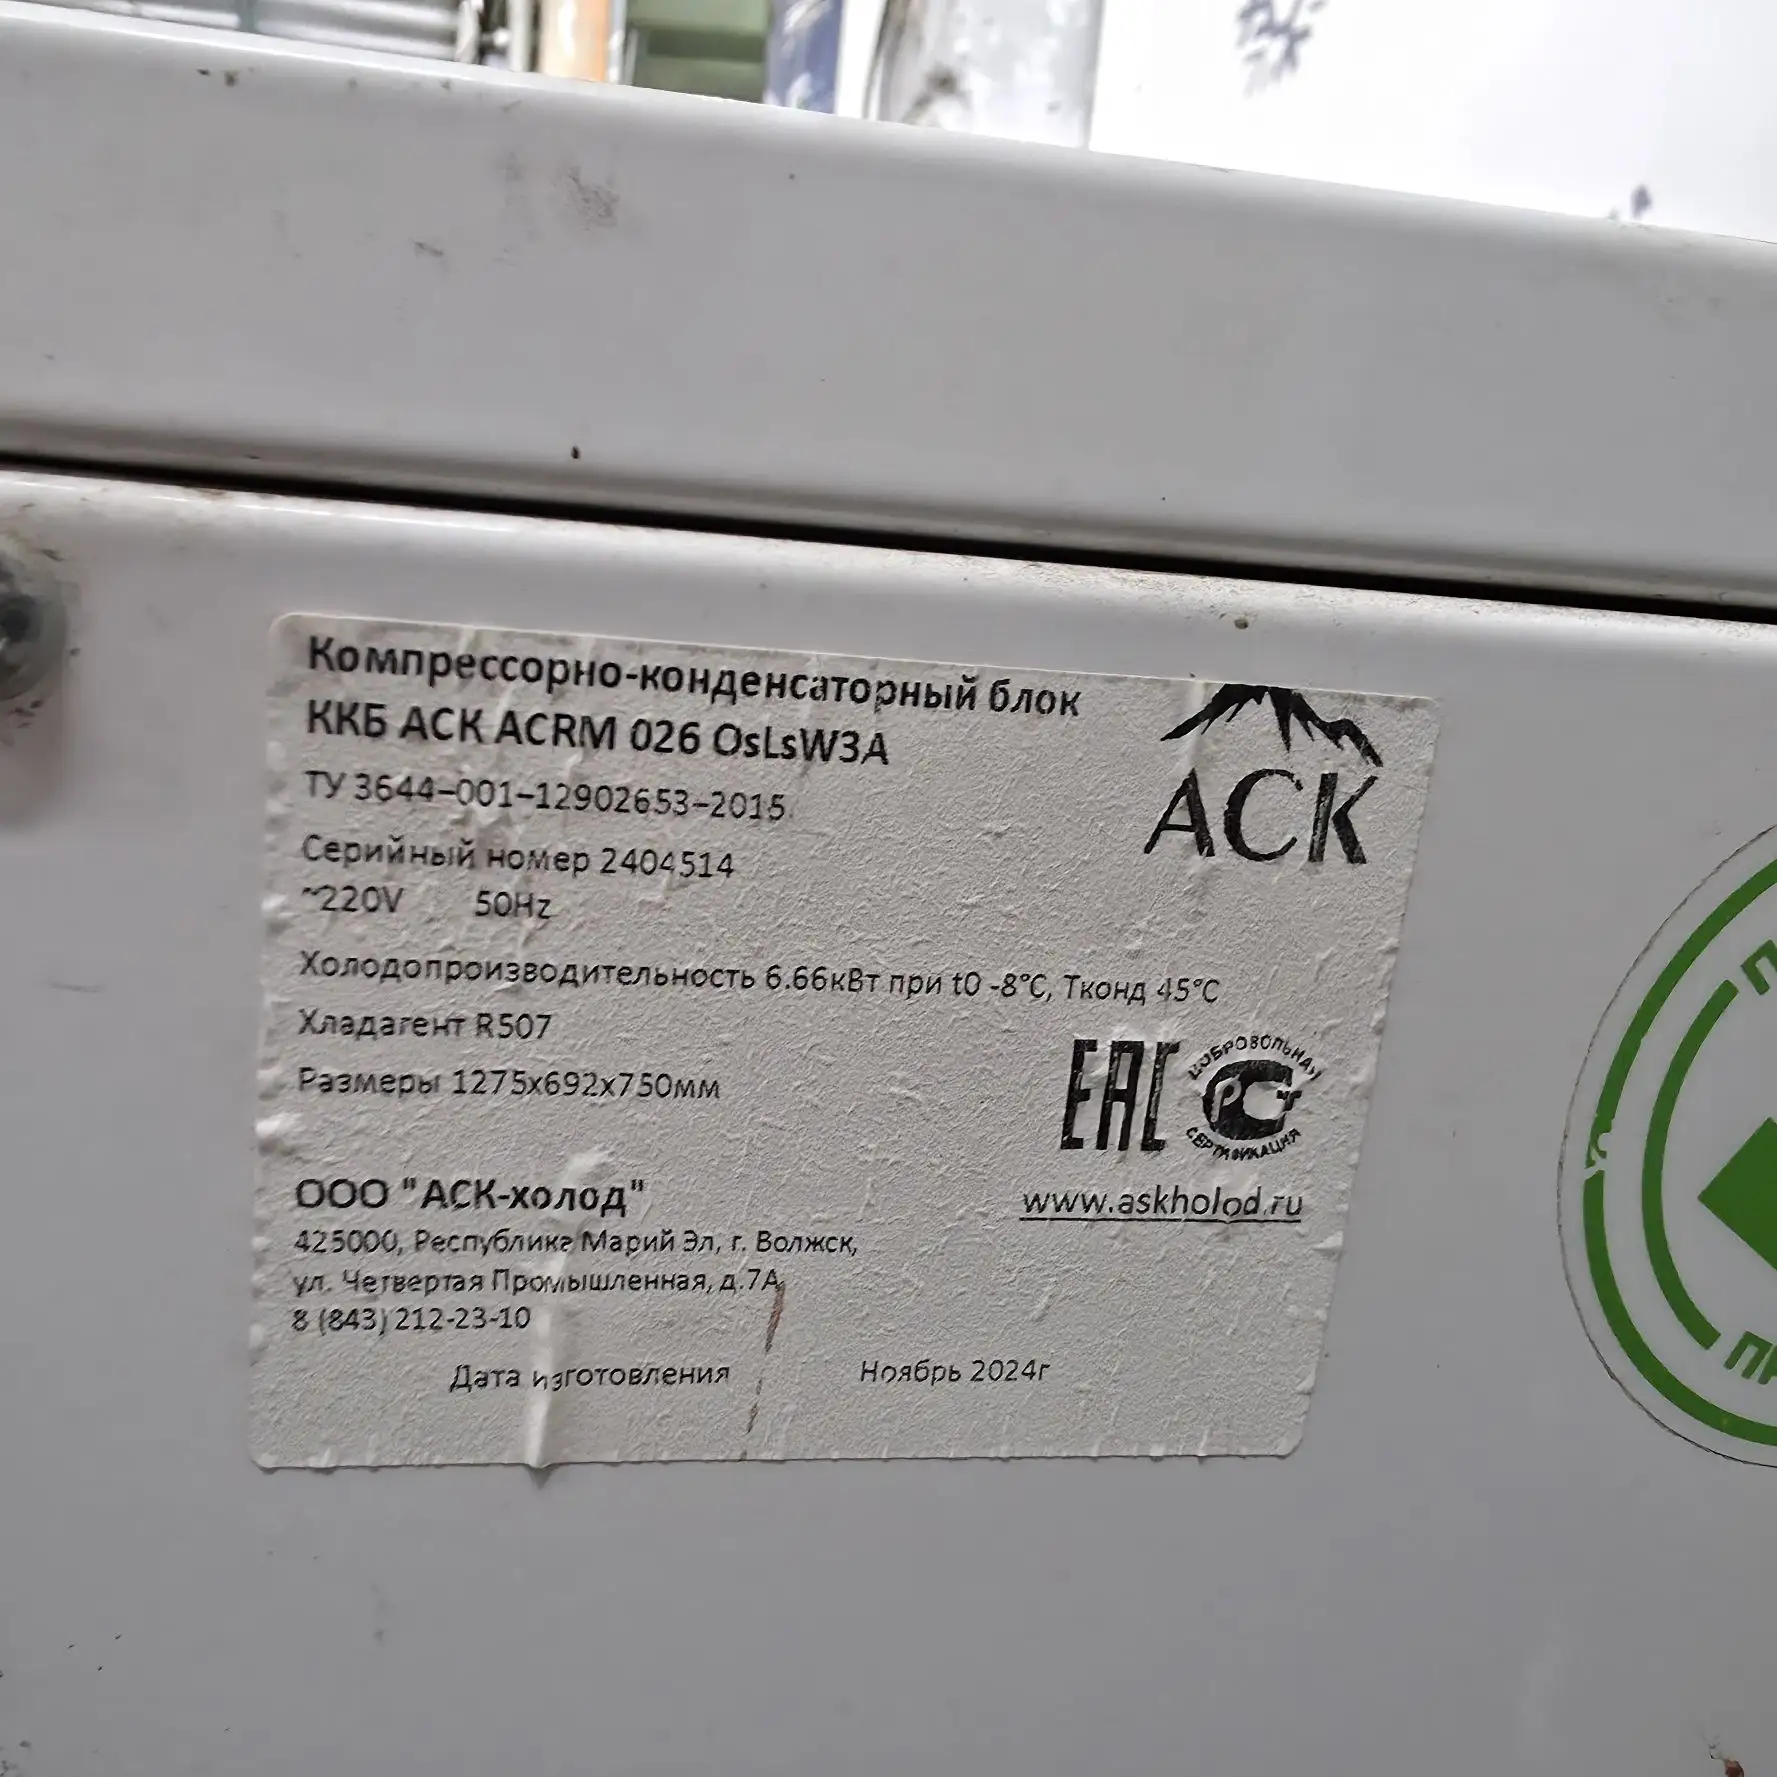 Компрессорно-конденсаторный блок
ККБ АСК ACRM 026 OsLsW3A
ТУ 3644-001-12902653-2015
Серийный номер 2404514
~220V 50Hz
Холодопроизводительность 6.66кВт при t0 -8°C, Тконд 45°C
Хладагент R507
Размеры 1275x692x750мм
АСК
ЕАС
ДОБРОВОЛЬНАЯ
РСТ
СЕРТИФИКАЦИЯ
ООО "АСК-холод"
www.askholod.ru
425000, Республика Марий Эл, г. Волжск,
ул. Четвертая Промышленная, д.7А
8 (843) 212-23-10
Дата изготовления Ноябрь 2024г